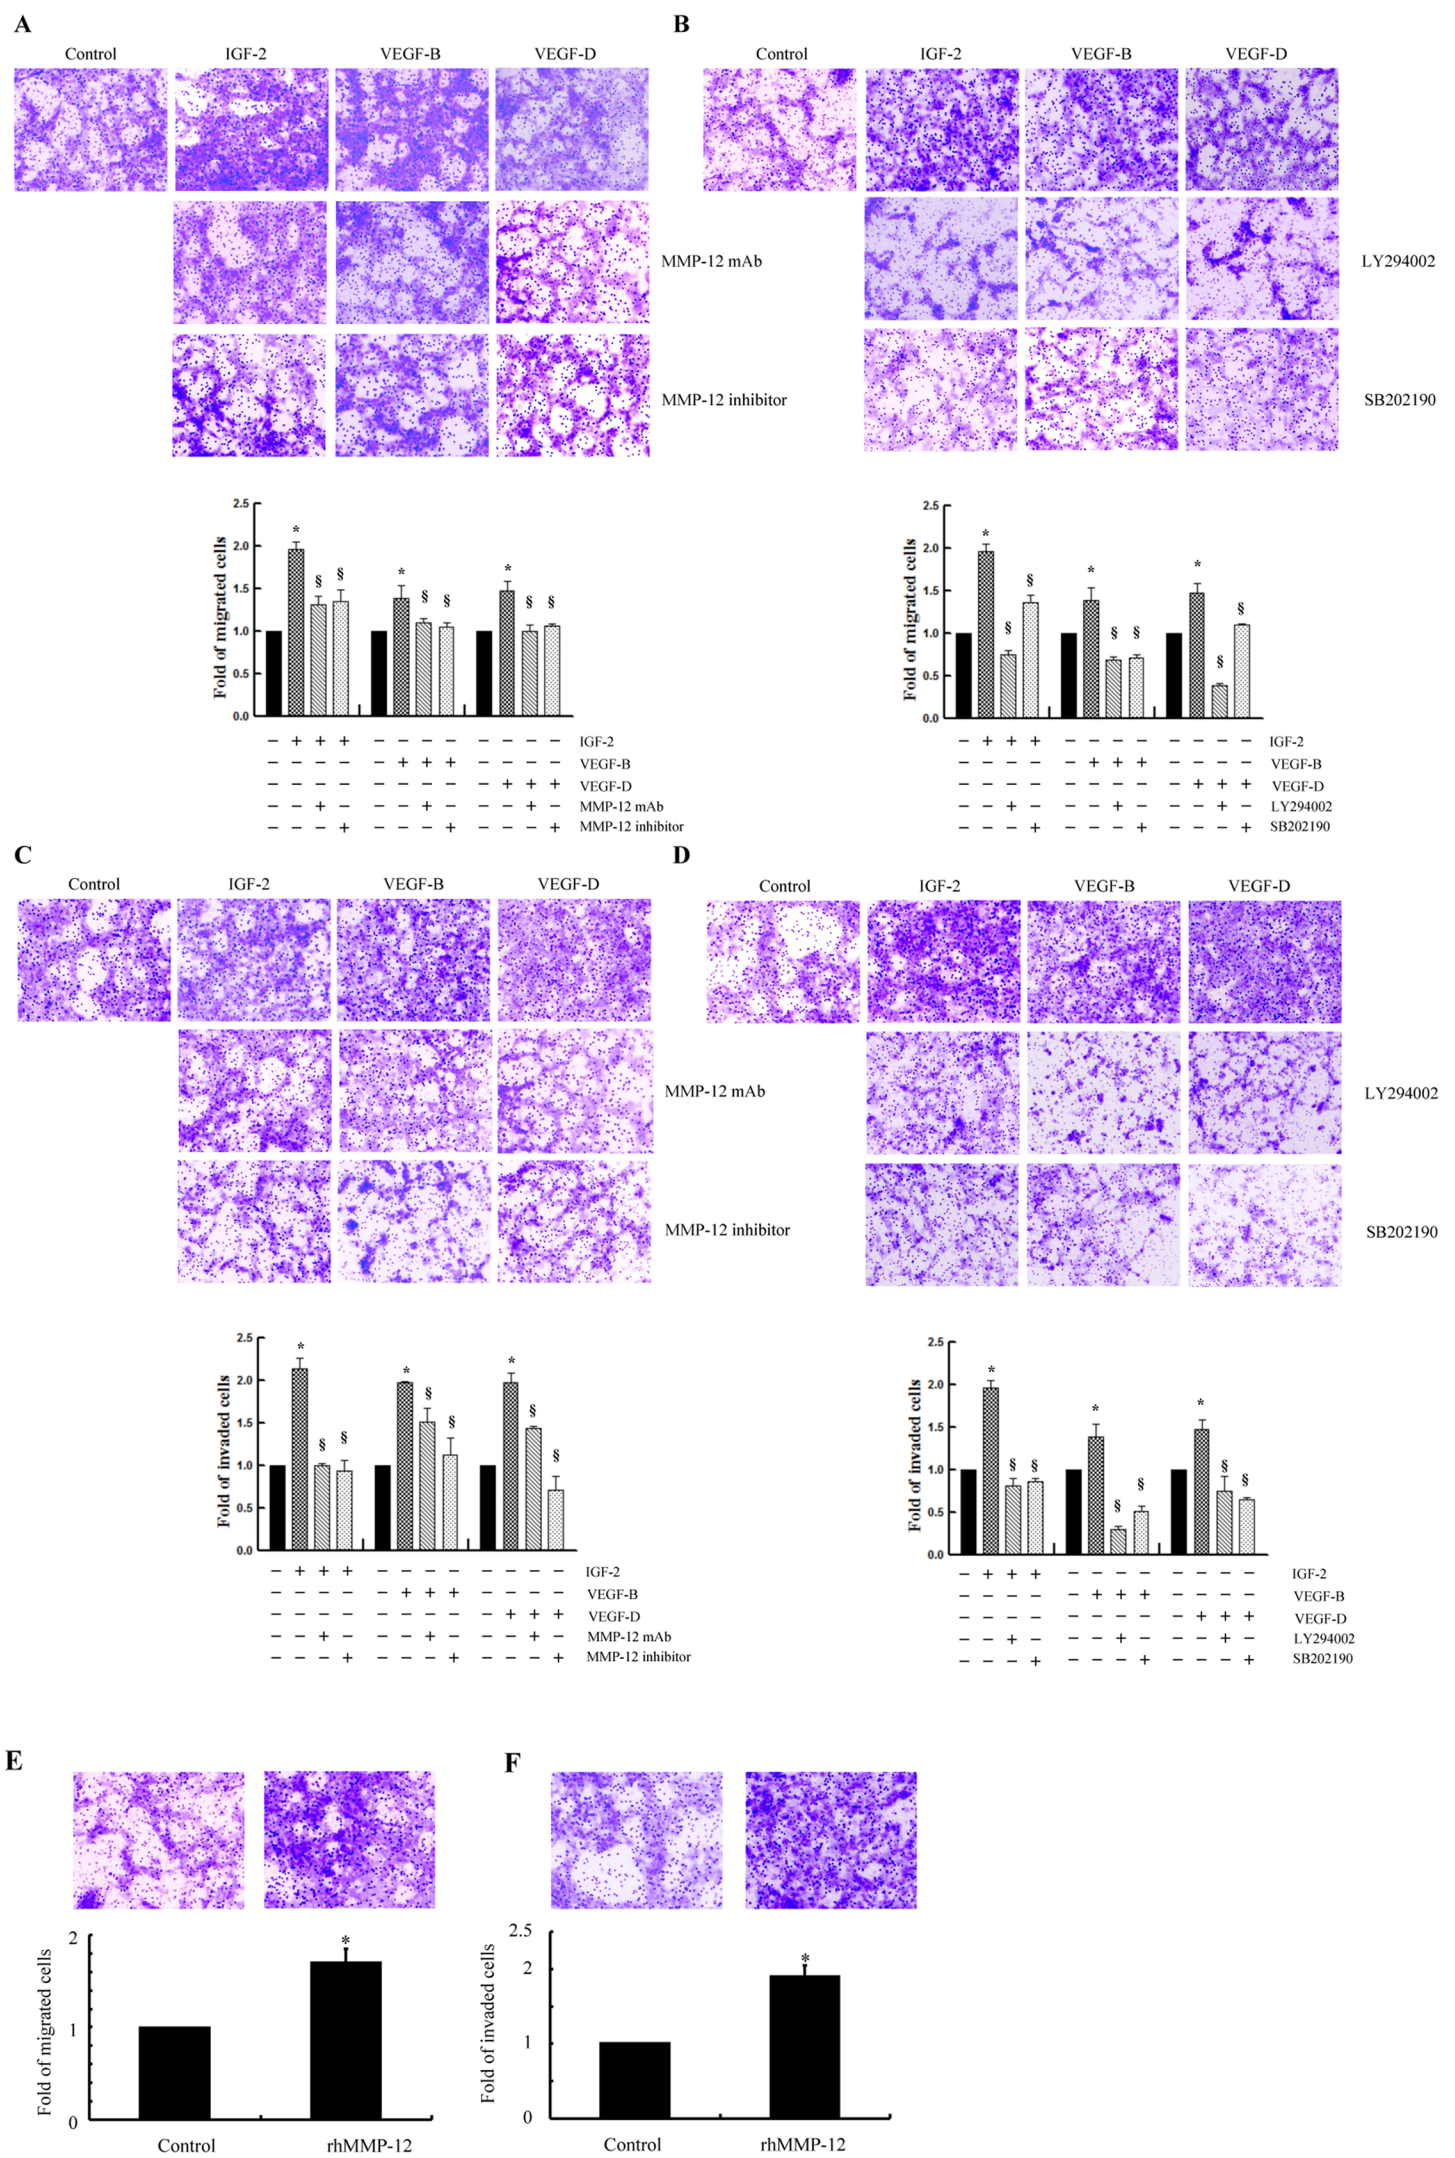 A
Control IGF-2 VEGF-B VEGF-D
MMP-12 mAb
MMP-12 inhibitor
Fold of migrated cells
2.5
2.0
1.5
1.0
0.5
0.0
* § § * § § * § §
− + + + − − − − − − − − IGF-2
− − − − − + + + − − − − VEGF-B
− − − − − − − − − + + + VEGF-D
− − + − − − + − − − + − MMP-12 mAb
− − − + − − − + − − − + MMP-12 inhibitor
B
Control IGF-2 VEGF-B VEGF-D
LY294002
SB202190
Fold of migrated cells
2.5
2.0
1.5
1.0
0.5
0.0
* § § * § § * § §
− + + + − − − − − − − − IGF-2
− − − − − + + + − − − − VEGF-B
− − − − − − − − − + + + VEGF-D
− − + − − − + − − − + − LY294002
− − − + − − − + − − − + SB202190
C
Control IGF-2 VEGF-B VEGF-D
MMP-12 mAb
MMP-12 inhibitor
Fold of invaded cells
2.5
2.0
1.5
1.0
0.5
0.0
* § § * § § * § §
− + + + − − − − − − − − IGF-2
− − − − − + + + − − − − VEGF-B
− − − − − − − − − + + + VEGF-D
− − + − − − + − − − + − MMP-12 mAb
− − − + − − − + − − − + MMP-12 inhibitor
D
Control IGF-2 VEGF-B VEGF-D
LY294002
SB202190
Fold of invaded cells
2.5
2.0
1.5
1.0
0.5
0.0
* § § * § § * § §
− + + + − − − − − − − − IGF-2
− − − − − + + + − − − − VEGF-B
− − − − − − − − − + + + VEGF-D
− − + − − − + − − − + − LY294002
− − − + − − − + − − − + SB202190
E
Fold of migrated cells
2
1
0
*
Control rhMMP-12
F
Fold of invaded cells
2.5
2
1
0
*
Control rhMMP-12